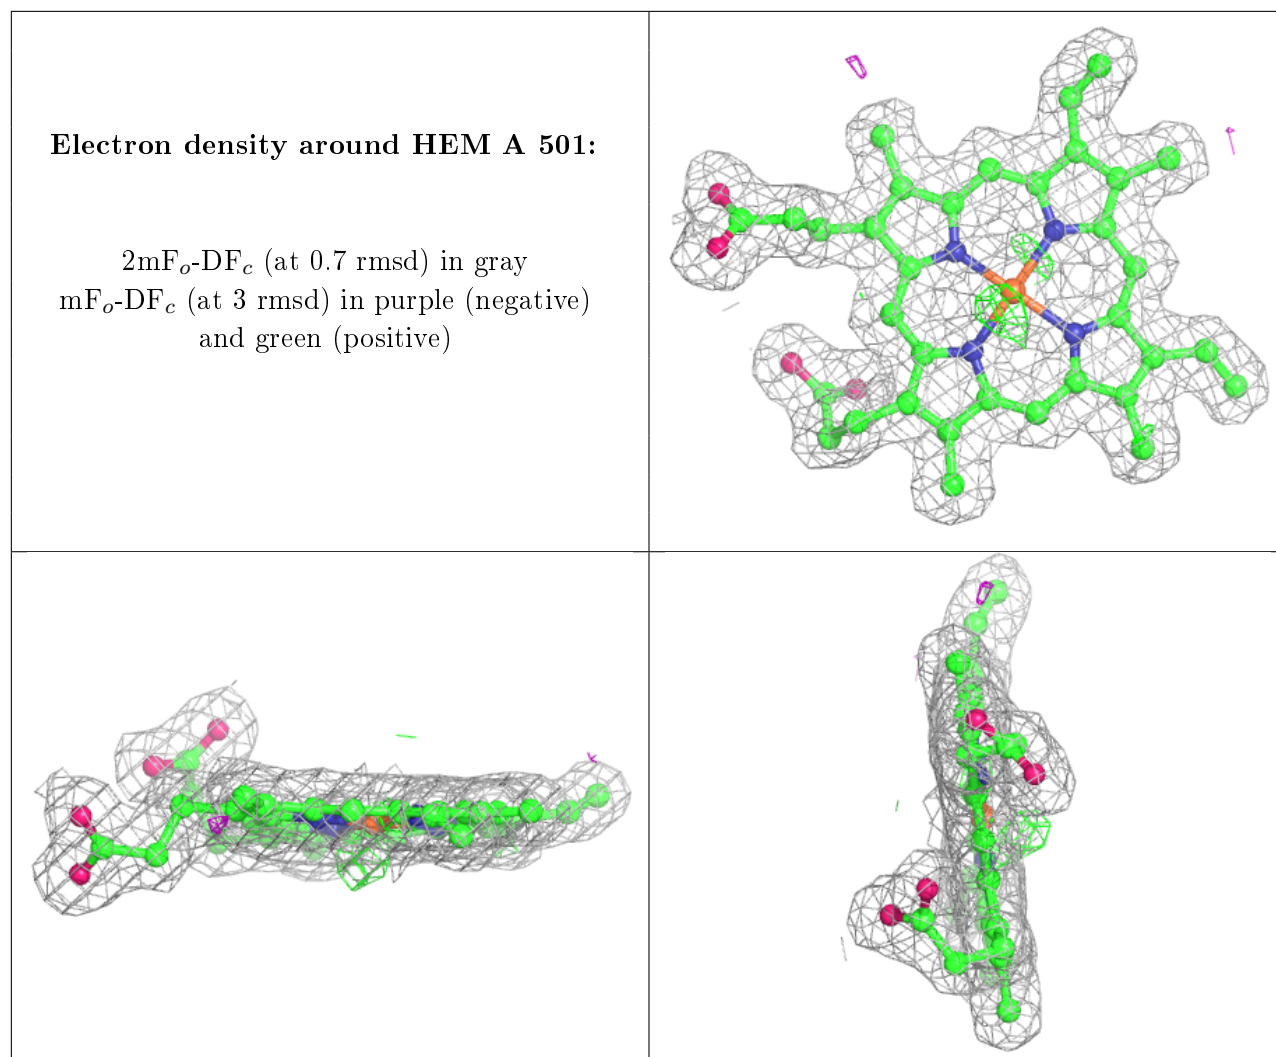 Electron density around HEM A 501:
2mFₒ-DF𝒸 (at 0.7 rmsd) in gray
mFₒ-DF𝒸 (at 3 rmsd) in purple (negative)
and green (positive)